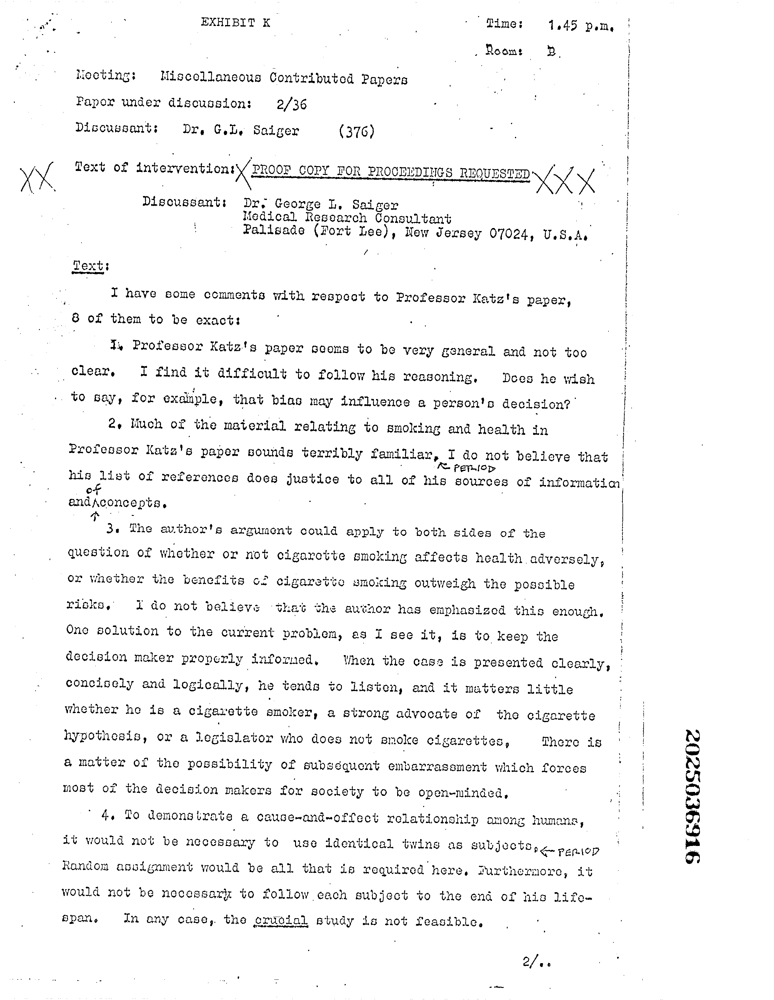 EXHIBIT K
Time: 1.45 p.m.
Room: B
Meeting: Miscellaneous Contributed Papers
Paper under discussion: 2/36
Discussant: Dr. G.L. Saiger (376)
XX Text of intervention: X PROOF COPY FOR PROCEEDINGS REQUESTED XXX
Discussant: Dr. George L. Saiger
Medical Research Consultant
Palisade (Fort Lee), New Jersey 07024, U.S.A.
Text:
I have some comments with respect to Professor Katz's paper,
8 of them to be exact:
1. Professor Katz's paper seems to be very general and not too
clear. I find it difficult to follow his reasoning. Does he wish
to say, for example, that bias may influence a person's decision?
2. Much of the material relating to smoking and health in
Professor Katz's paper sounds terribly familiar. I do not believe that
← PERIOD
his list of references does justice to all of his sources of information
of
and concepts.
3. The author's argument could apply to both sides of the
question of whether or not cigarette smoking affects health adversely,
or whether the benefits of cigarette smoking outweigh the possible
risks. I do not believe that the author has emphasized this enough.
One solution to the current problem, as I see it, is to keep the
decision maker properly informed. When the case is presented clearly,
concisely and logically, he tends to listen, and it matters little
whether he is a cigarette smoker, a strong advocate of the cigarette
hypothesis, or a legislator who does not smoke cigarettes, There is
a matter of the possibility of subsequent embarrassment which forces
most of the decision makers for society to be open-minded.
4. To demonstrate a cause-and-effect relationship among humans,
it would not be necessary to use identical twins as subjects. ← PERIOD
Random assignment would be all that is required here. Furthermore, it
would not be necessary to follow each subject to the end of his life-
span. In any case, the crucial study is not feasible.
2/..
2025036916